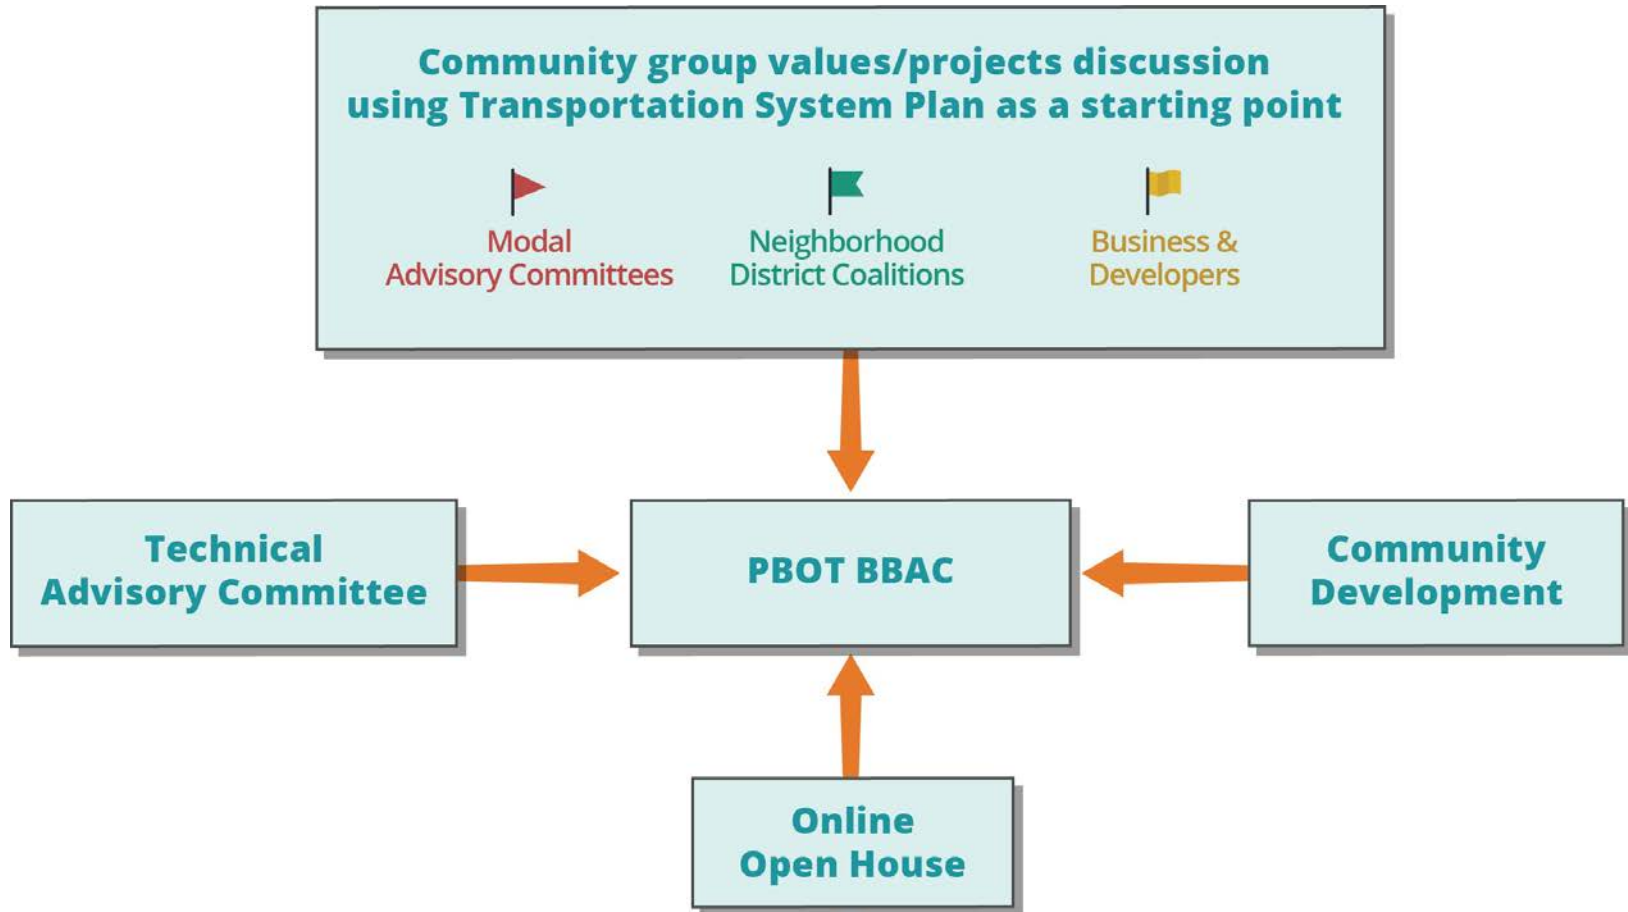 Community group values/projects discussion
using Transportation System Plan as a starting point
Modal
Advisory Committees
Neighborhood
District Coalitions
Business &
Developers
Technical
Advisory Committee
PBOT BBAC
Community
Development
Online
Open House